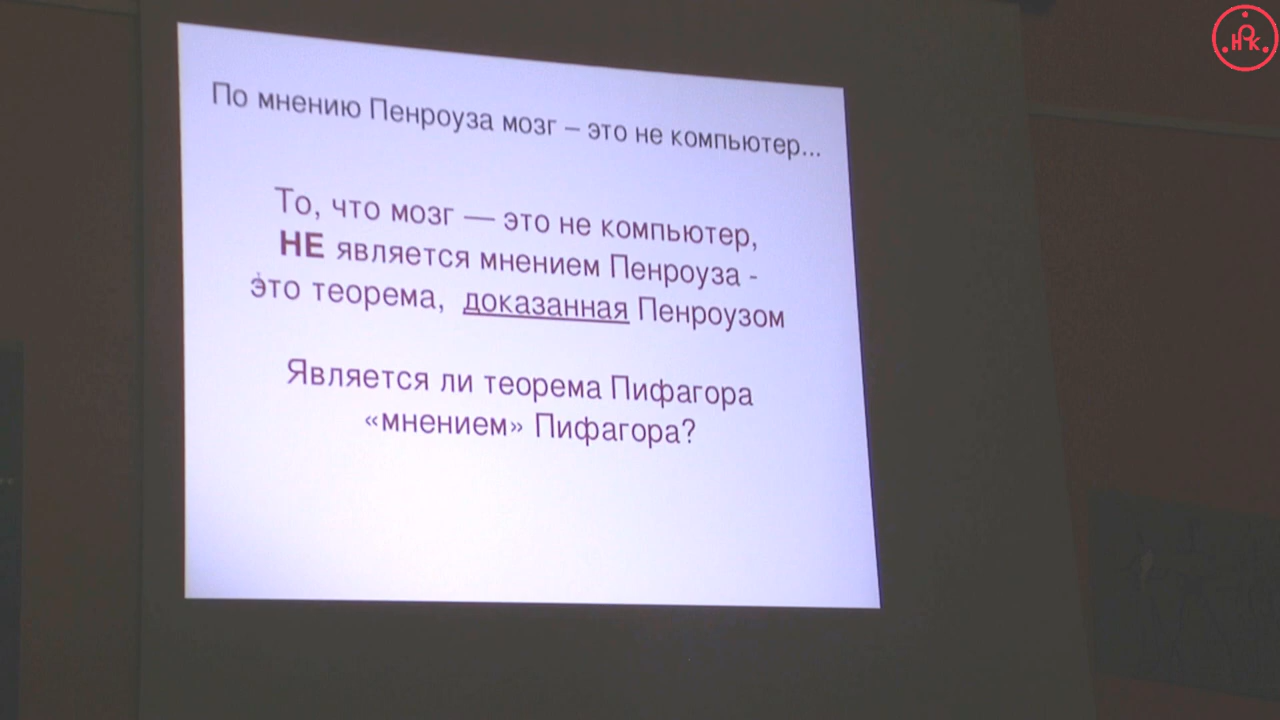 По мнению Пенроуза мозг – это не компьютер...
То, что мозг — это не компьютер,
НЕ является мнением Пенроуза -
это теорема, доказанная Пенроузом
Является ли теорема Пифагора
«мнением» Пифагора?
НРК